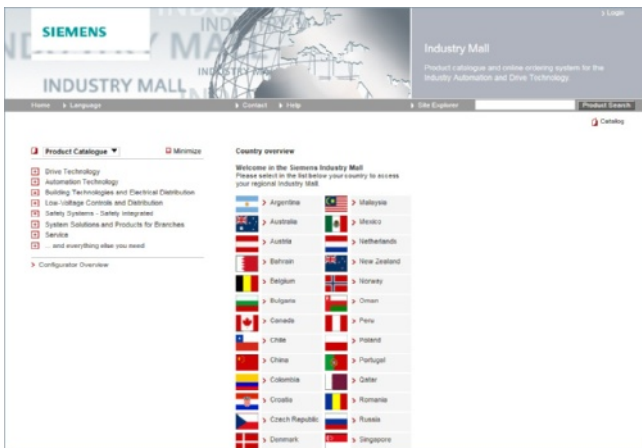 Login
SIEMENS
Industry Mall
Product catalogue and online ordering system for the
Industry Automation and Drive Technology.
INDUSTRY MALL
Home
Language
Contact
Help
Site Explorer
Product Search
Catalog
Product Catalogue
Minimize
Drive Technology
Automation Technology
Building Technologies and Electrical Distribution
Low-Voltage Controls and Distribution
Safety Systems - Safety Integrated
System Solutions and Products for Branches
Service
... and everything else you need
Configurator Overview
Country overview
Welcome in the Siemens Industry Mall
Please select in the list below your country to access
your regional Industry Mall
Argentina
Malaysia
Australia
Mexico
Austria
Netherlands
Bahrain
New Zealand
Belgium
Norway
Bulgaria
Oman
Canada
Peru
Chile
Poland
China
Portugal
Colombia
Qatar
Croatia
Romania
Czech Republic
Russia
Denmark
Singapore